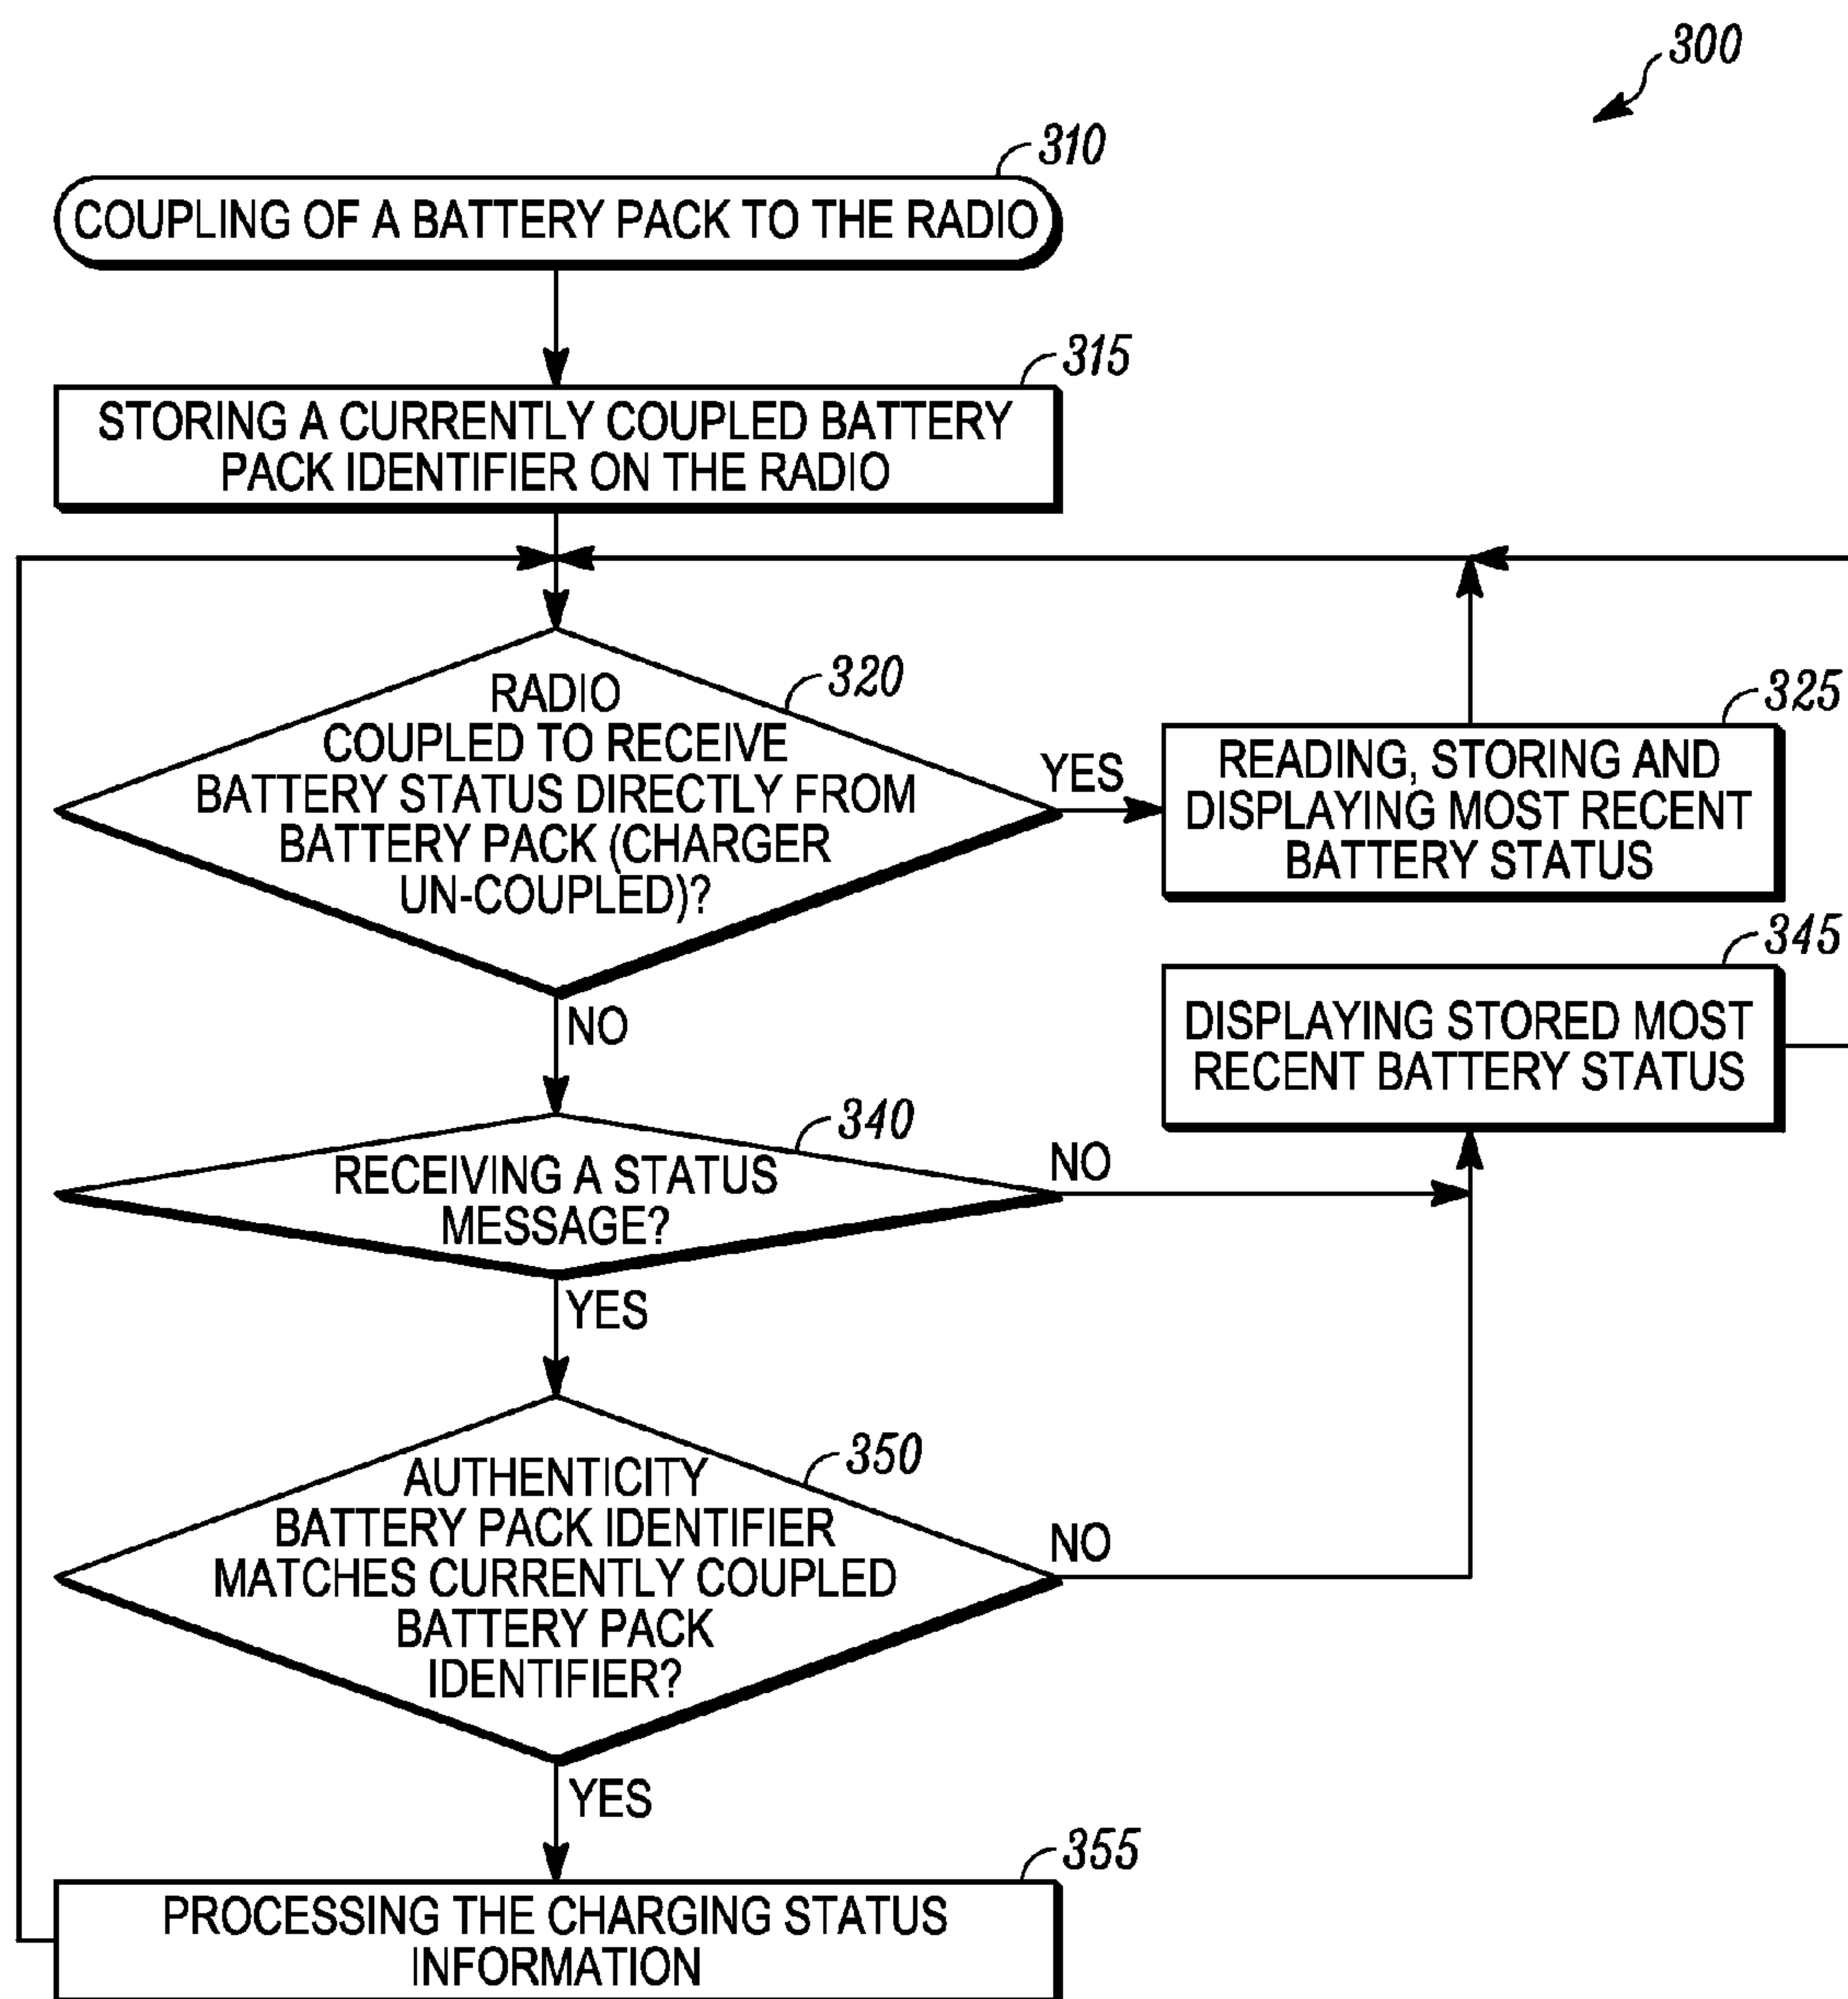 300
310
COUPLING OF A BATTERY PACK TO THE RADIO
315
STORING A CURRENTLY COUPLED BATTERY
PACK IDENTIFIER ON THE RADIO
320
RADIO
COUPLED TO RECEIVE
BATTERY STATUS DIRECTLY FROM
BATTERY PACK (CHARGER
UN-COUPLED)?
YES
325
READING, STORING AND
DISPLAYING MOST RECENT
BATTERY STATUS
NO
345
DISPLAYING STORED MOST
RECENT BATTERY STATUS
340
RECEIVING A STATUS
MESSAGE?
NO
YES
350
AUTHENTICITY
BATTERY PACK IDENTIFIER
MATCHES CURRENTLY COUPLED
BATTERY PACK
IDENTIFIER?
NO
YES
355
PROCESSING THE CHARGING STATUS
INFORMATION